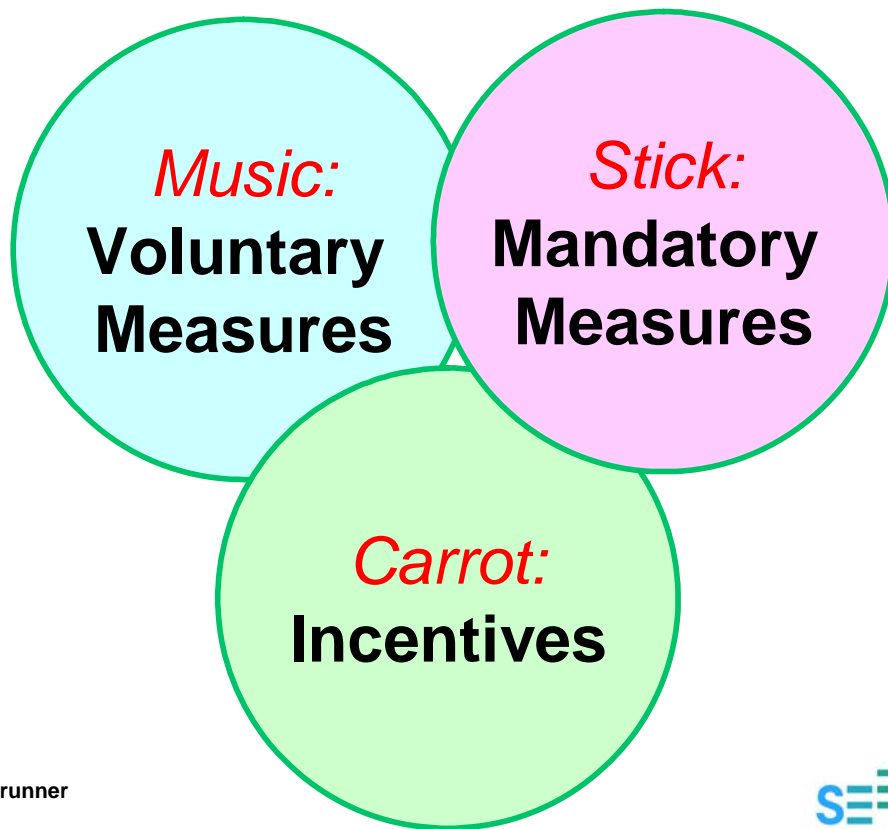 Music:
Voluntary
Measures
Stick:
Mandatory
Measures
Carrot:
Incentives
runner